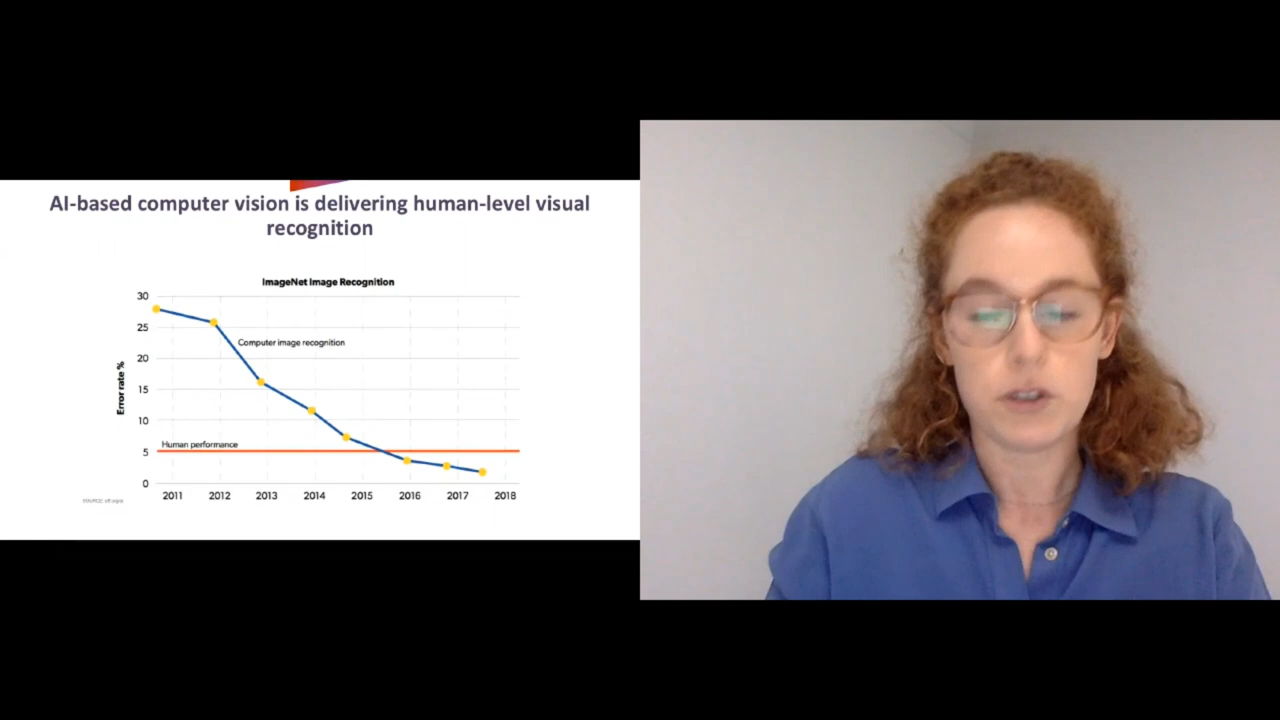 AI-based computer vision is delivering human-level visual
recognition
ImageNet Image Recognition
30
25
20
15
10
5
0
Error rate %
Computer image recognition
Human performance
2011 2012 2013 2014 2015 2016 2017 2018